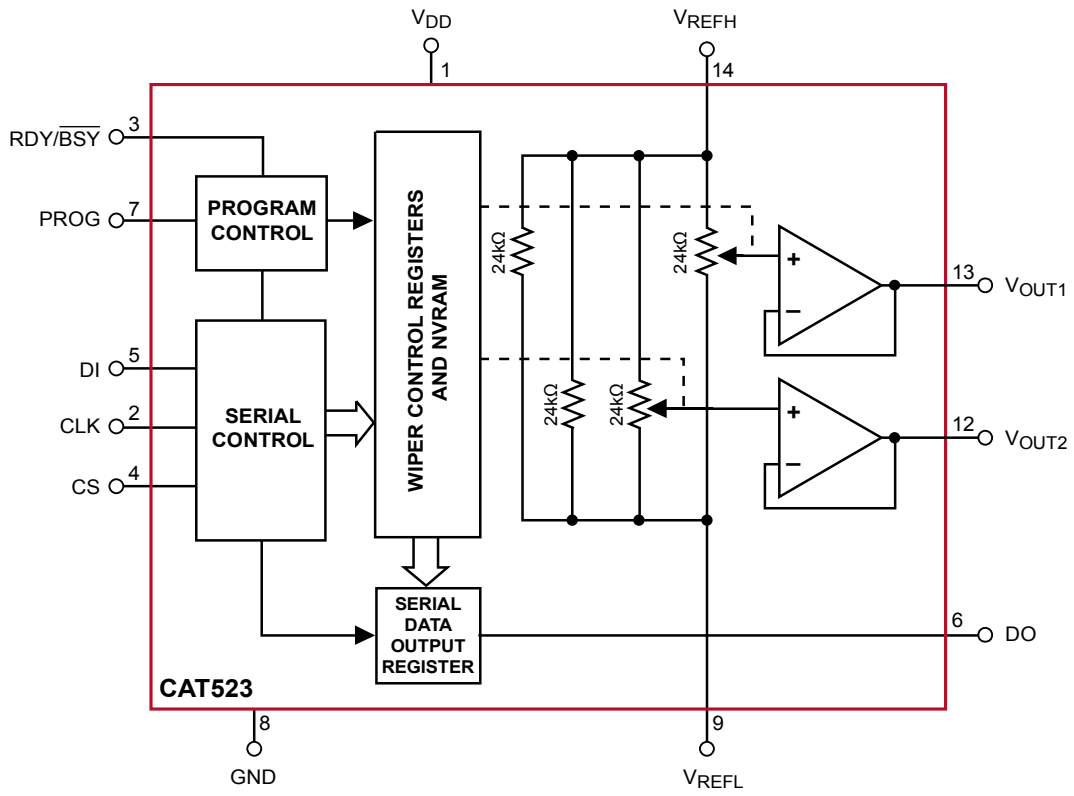 VDD
1
VREFH
14
RDY/BSY
3
PROG
7
PROGRAM
CONTROL
DI
5
CLK
2
CS
4
SERIAL
CONTROL
WIPER CONTROL REGISTERS
AND NVRAM
24kΩ
24kΩ
24kΩ
24kΩ
+
−
13
VOUT1
+
−
12
VOUT2
SERIAL
DATA
OUTPUT
REGISTER
6
DO
CAT523
8
GND
9
VREFL